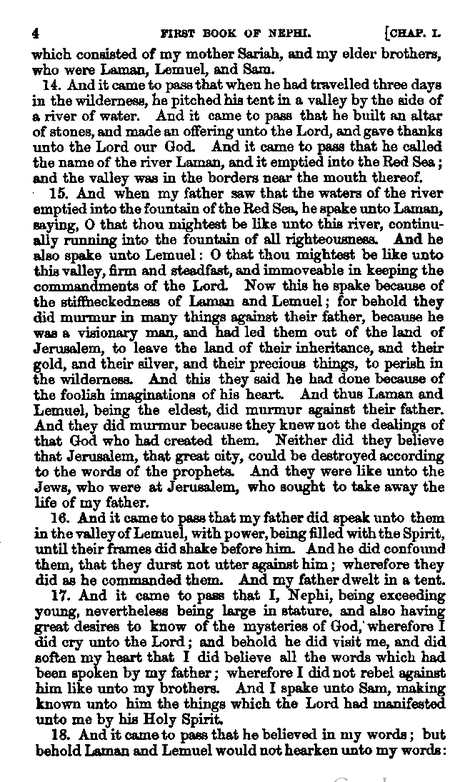 4 FIRST BOOK OF NEPHI. [CHAP. I.
which consisted of my mother Sariah, and my elder brothers,
who were Laman, Lemuel, and Sam.
14. And it came to pass that when he had travelled three days
in the wilderness, he pitched his tent in a valley by the side of
a river of water. And it came to pass that he built an altar
of stones, and made an offering unto the Lord, and gave thanks
unto the Lord our God. And it came to pass that he called
the name of the river Laman, and it emptied into the Red Sea;
and the valley was in the borders near the mouth thereof.
15. And when my father saw that the waters of the river
emptied into the fountain of the Red Sea, he spake unto Laman,
saying, O that thou mightest be like unto this river, continu-
ally running into the fountain of all righteousness. And he
also spake unto Lemuel: O that thou mightest be like unto
this valley, firm and steadfast, and immoveable in keeping the
commandments of the Lord. Now this he spake because of
the stiffneckedness of Laman and Lemuel; for behold they
did murmur in many things against their father, because he
was a visionary man, and had led them out of the land of
Jerusalem, to leave the land of their inheritance, and their
gold, and their silver, and their precious things, to perish in
the wilderness. And this they said he had done because of
the foolish imaginations of his heart. And thus Laman and
Lemuel, being the eldest, did murmur against their father.
And they did murmur because they knew not the dealings of
that God who had created them. Neither did they believe
that Jerusalem, that great city, could be destroyed according
to the words of the prophets. And they were like unto the
Jews, who were at Jerusalem, who sought to take away the
life of my father.
16. And it came to pass that my father did speak unto them
in the valley of Lemuel, with power, being filled with the Spirit,
until their frames did shake before him. And he did confound
them, that they durst not utter against him; wherefore they
did as he commanded them. And my father dwelt in a tent.
17. And it came to pass that I, Nephi, being exceeding
young, nevertheless being large in stature, and also having
great desires to know of the mysteries of God, wherefore I
did cry unto the Lord; and behold he did visit me, and did
soften my heart that I did believe all the words which had
been spoken by my father; wherefore I did not rebel against
him like unto my brothers. And I spake unto Sam, making
known unto him the things which the Lord had manifested
unto me by his Holy Spirit.
18. And it came to pass that he believed in my words; but
behold Laman and Lemuel would not hearken unto my words: